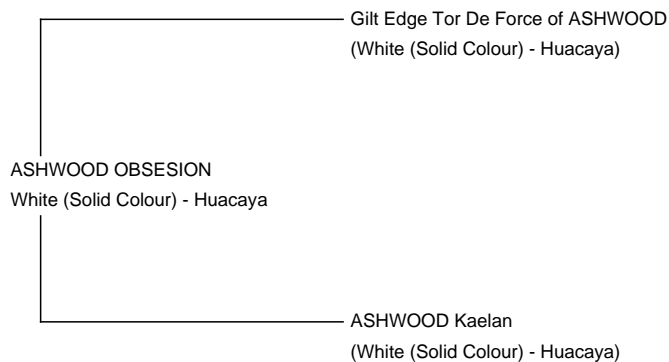 Gilt Edge Tor De Force of ASHWOOD
(White (Solid Colour) - Huacaya)
ASHWOOD OBSESION
White (Solid Colour) - Huacaya
ASHWOOD Kaelan
(White (Solid Colour) - Huacaya)